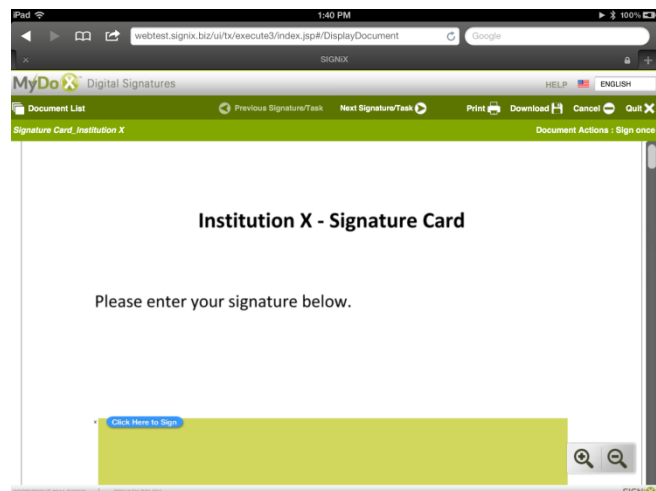 iPad 1:40 PM 100%
webtest.signix.biz/ui/tx/execute3/index.jsp#/DisplayDocument Google
SIGNiX
MyDoX Digital Signatures HELP ENGLISH
Document List Previous Signature/Task Next Signature/Task Print Download Cancel Quit
Signature Card_Institution X Document Actions : Sign once
Institution X - Signature Card
Please enter your signature below.
Click Here to Sign